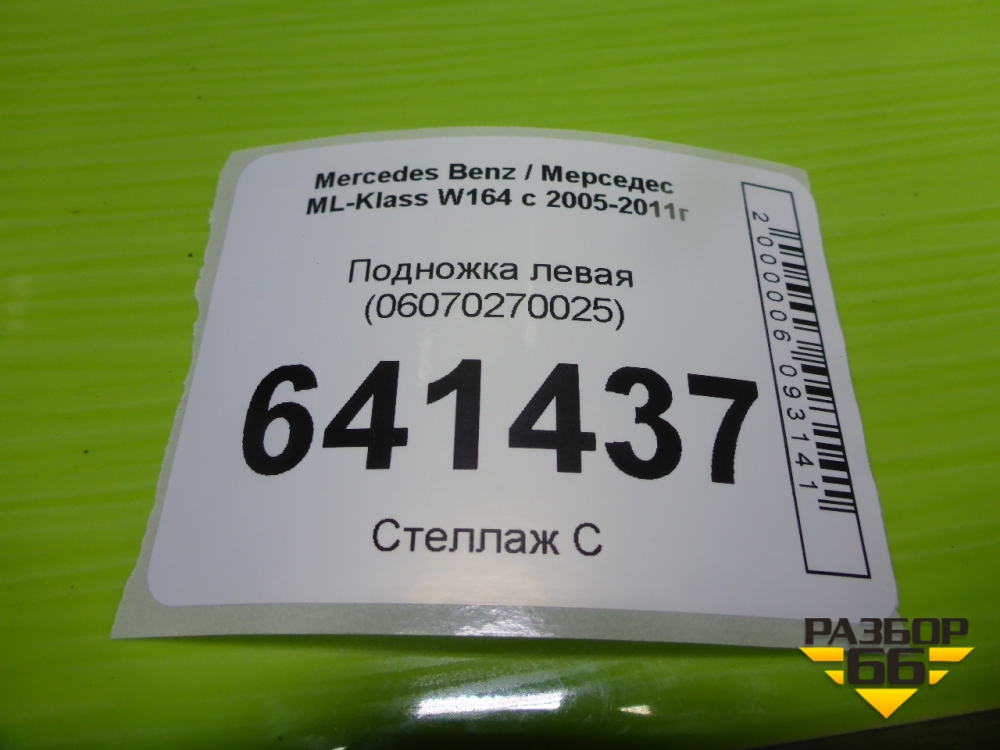 Mercedes Benz / Мерседес
ML-Klass W164 с 2005-2011г
Подножка левая
(06070270025)
641437
Стеллаж С
2000006093141
РАЗБОР
66